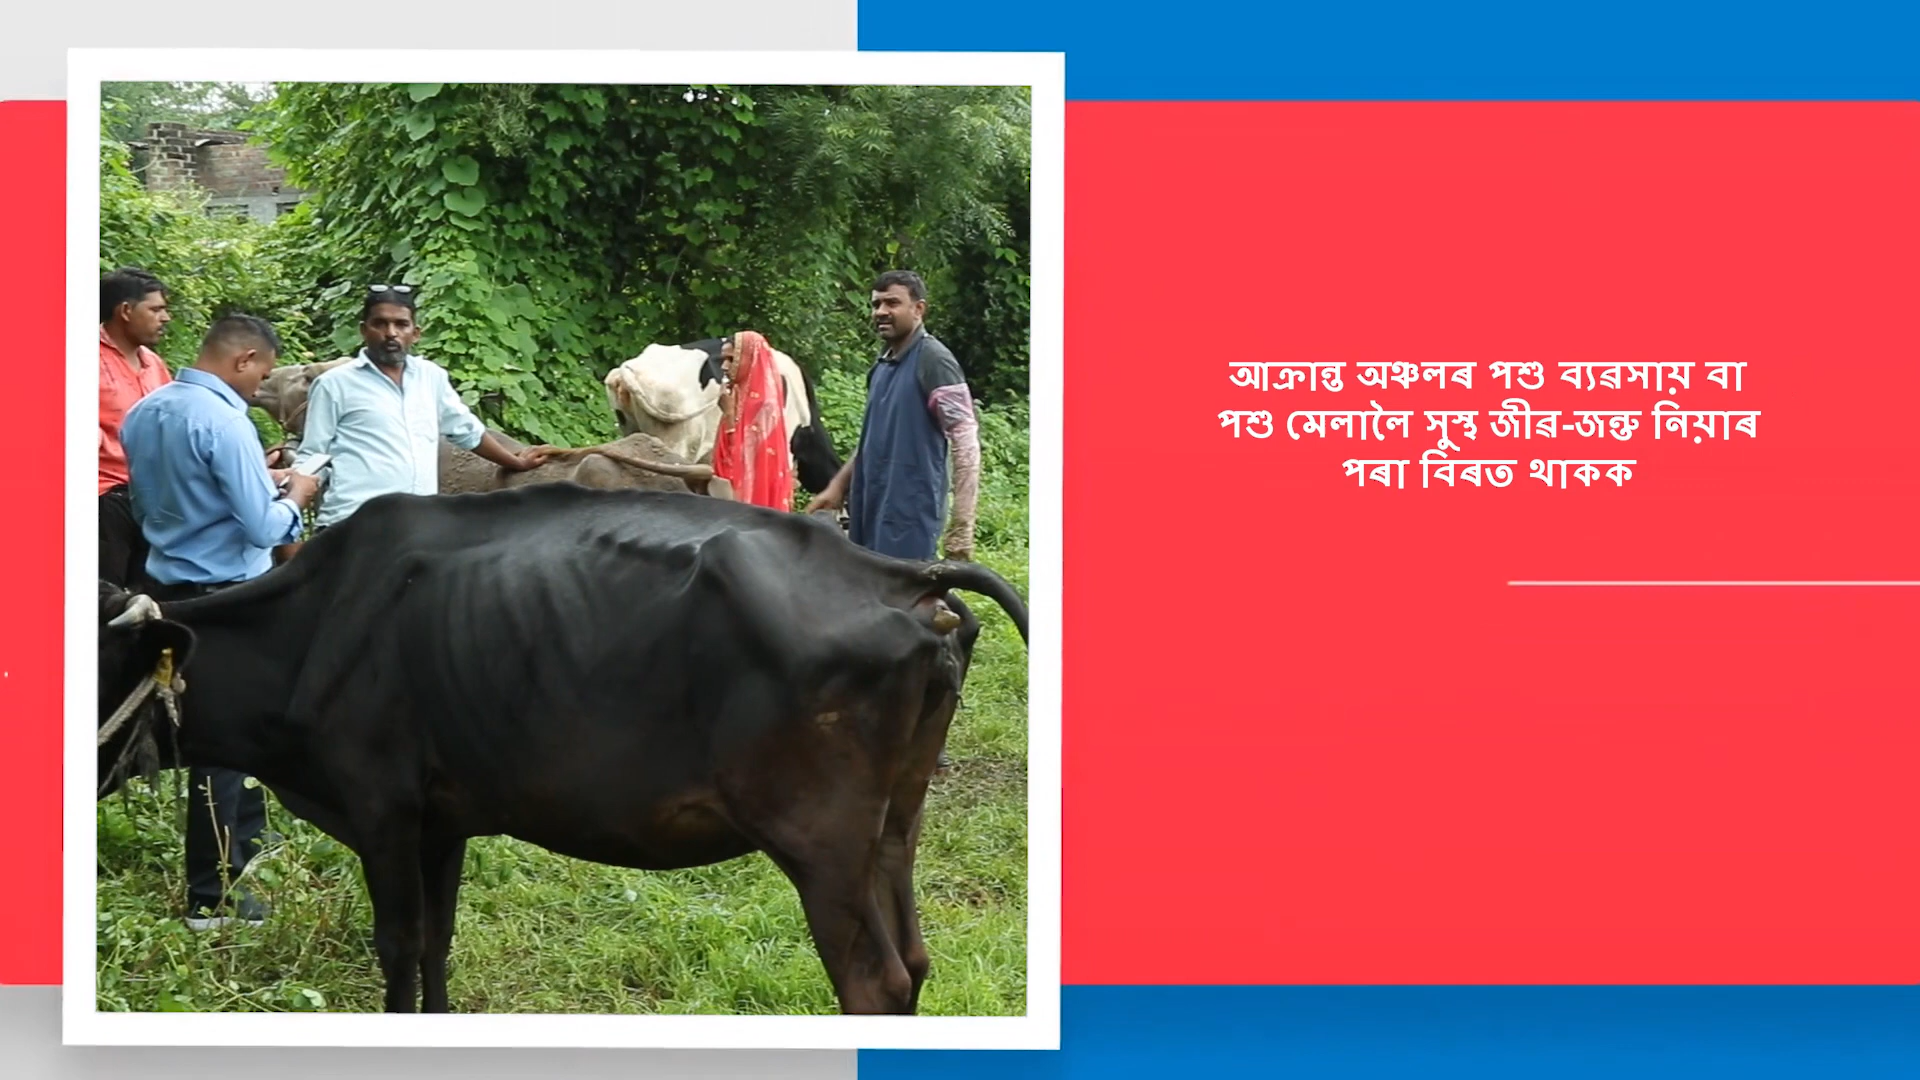 আক্ৰান্ত অঞ্চলৰ পশু ব্যৱসায় বা
পশু মেলালৈ সুস্থ জীৱ-জন্তু নিয়াৰ
পৰা বিৰত থাকক